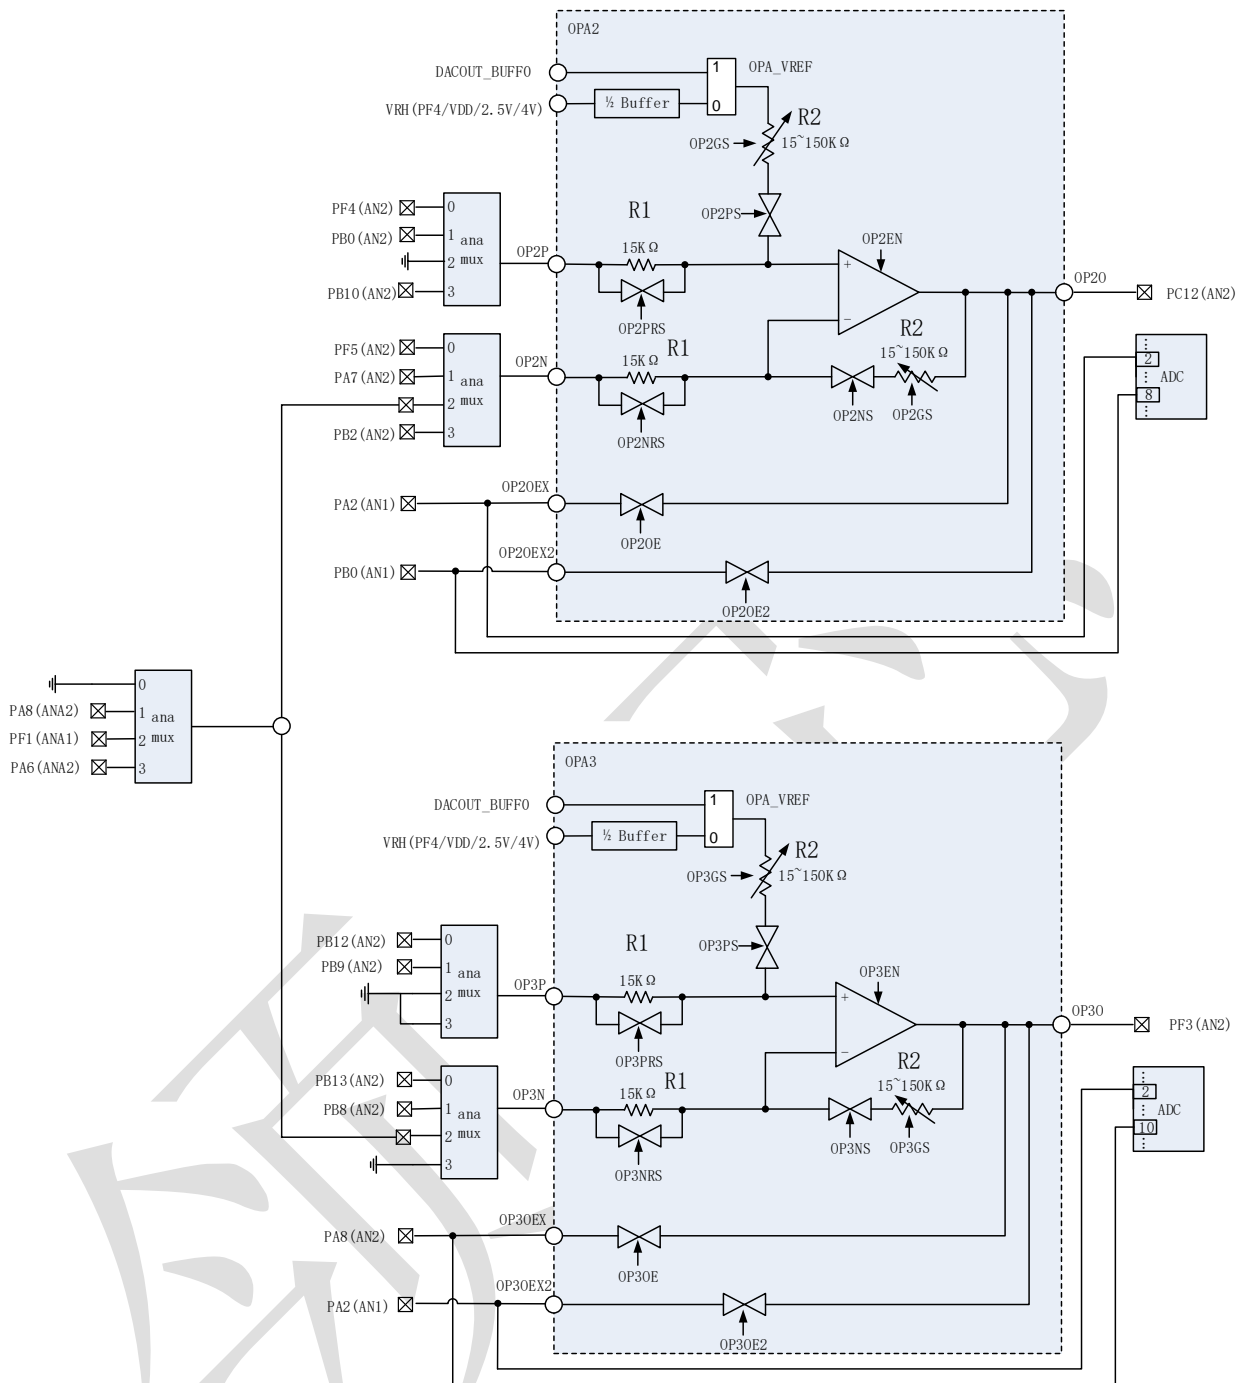 OPA2
DACOUT_BUFF0
1
OPA_VREF
VRH(PF4/VDD/2.5V/4V)
½ Buffer
0
R2
OP2GS
15~150KΩ
PF4(AN2)
0
R1
OP2PS
PB0(AN2)
1
ana
mux
OP2P
15KΩ
OP2EN
2
+
OP2O
PB10(AN2)
3
PC12(AN2)
OP2PRS
−
R2
PF5(AN2)
0
R1
15~150KΩ
PA7(AN2)
1
ana
mux
OP2N
15KΩ
2
OP2NS
OP2GS
PB2(AN2)
3
OP2NRS
2
ADC
8
OP2OEX
PA2(AN1)
OP2OE
OP2OEX2
PB0(AN1)
OP2OE2
0
PA8(ANA2)
1
ana
mux
PF1(ANA1)
2
PA6(ANA2)
3
OPA3
DACOUT_BUFF0
1
OPA_VREF
VRH(PF4/VDD/2.5V/4V)
½ Buffer
0
R2
OP3GS
15~150KΩ
PB12(AN2)
0
R1
OP3PS
PB9(AN2)
1
ana
mux
OP3P
15KΩ
OP3EN
2
+
OP3O
3
PF3(AN2)
OP3PRS
−
R2
PB13(AN2)
0
R1
15~150KΩ
PB8(AN2)
1
ana
mux
OP3N
15KΩ
2
OP3NS
OP3GS
3
OP3NRS
2
ADC
10
OP3OEX
PA8(AN2)
OP3OE
OP3OEX2
PA2(AN1)
OP3OE2